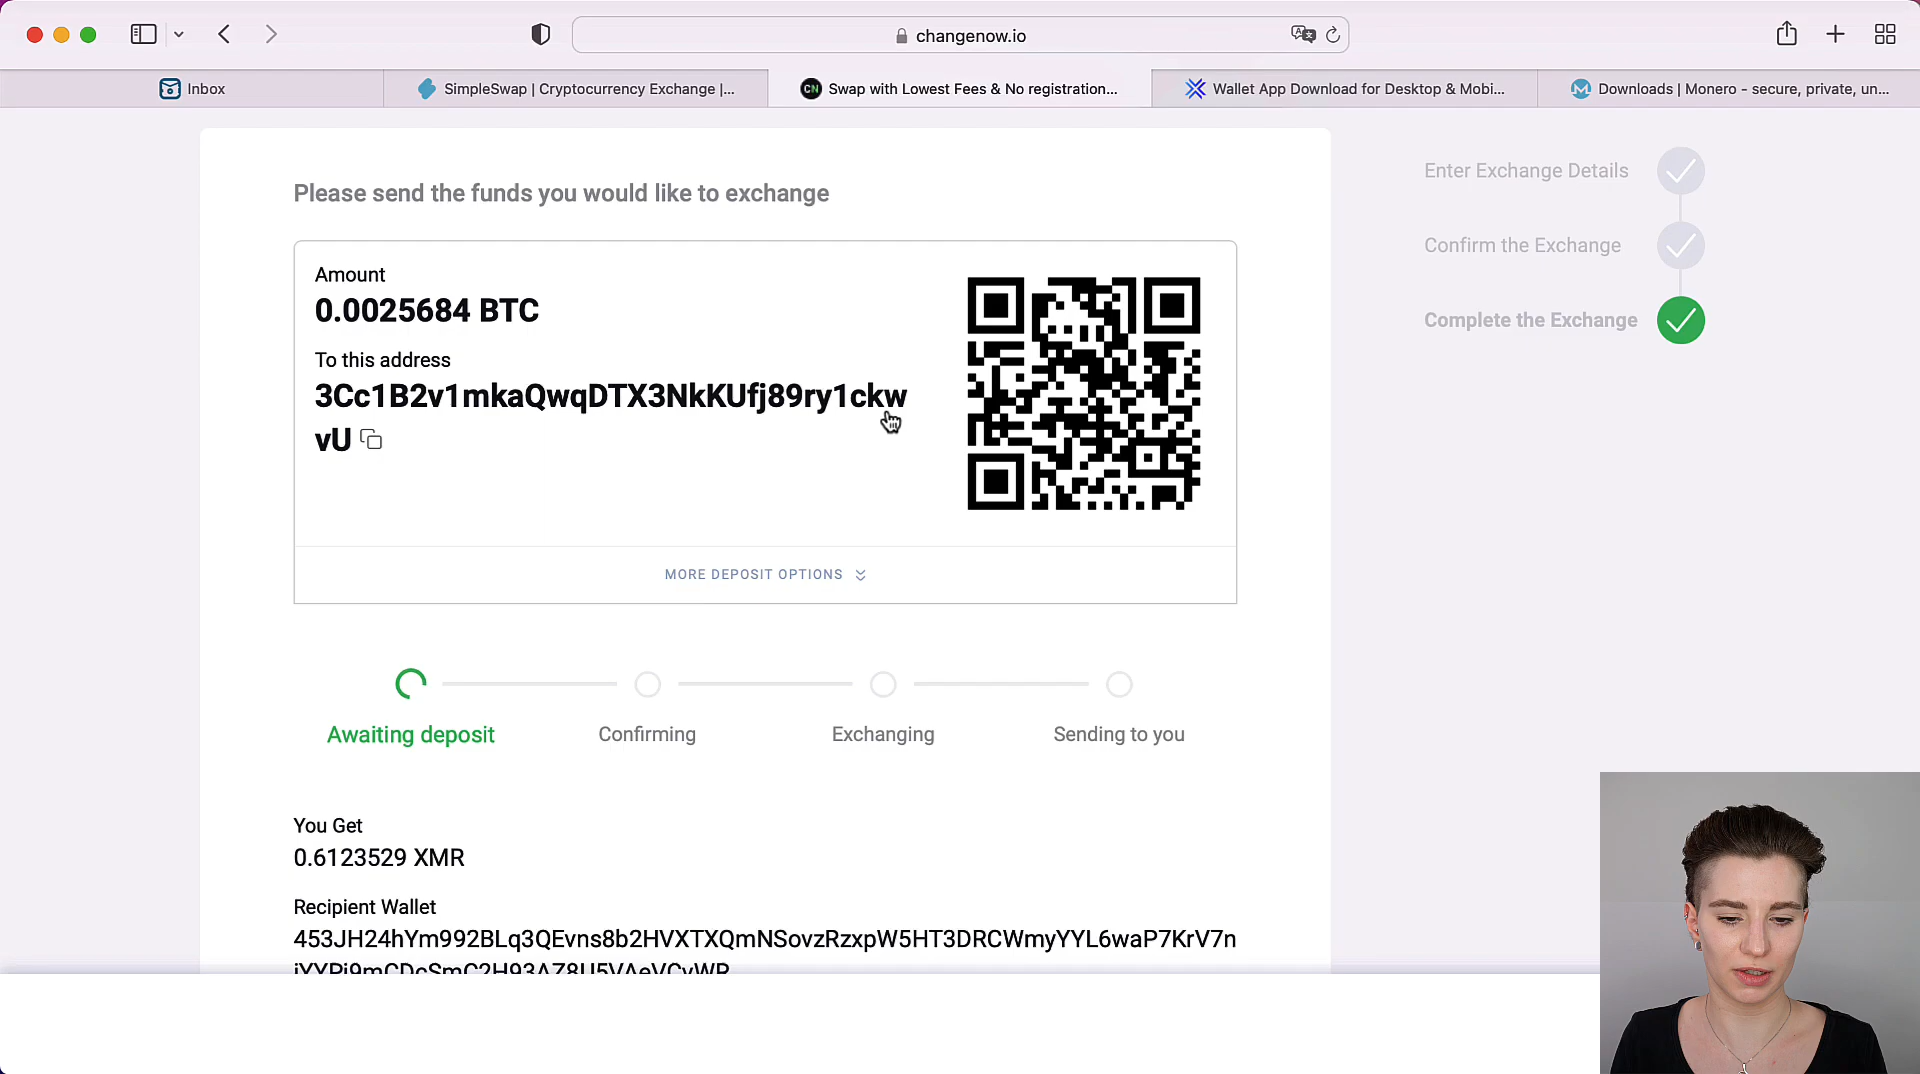 changenow.io
Inbox
SimpleSwap | Cryptocurrency Exchange |...
CN
Swap with Lowest Fees & No registration...
Wallet App Download for Desktop & Mobi...
Downloads | Monero - secure, private, un...
Please send the funds you would like to exchange
Amount
0.0025684 BTC
To this address
3Cc1B2v1mkaQwqDTX3NkKUfj89ry1ckw
vU
MORE DEPOSIT OPTIONS
Enter Exchange Details
Confirm the Exchange
Complete the Exchange
Awaiting deposit
Confirming
Exchanging
Sending to you
You Get
0.6123529 XMR
Recipient Wallet
453JH24hYm992BLq3QEvns8b2HVXTXQmNSovzRzxpW5HT3DRCWmyYYL6waP7KrV7n